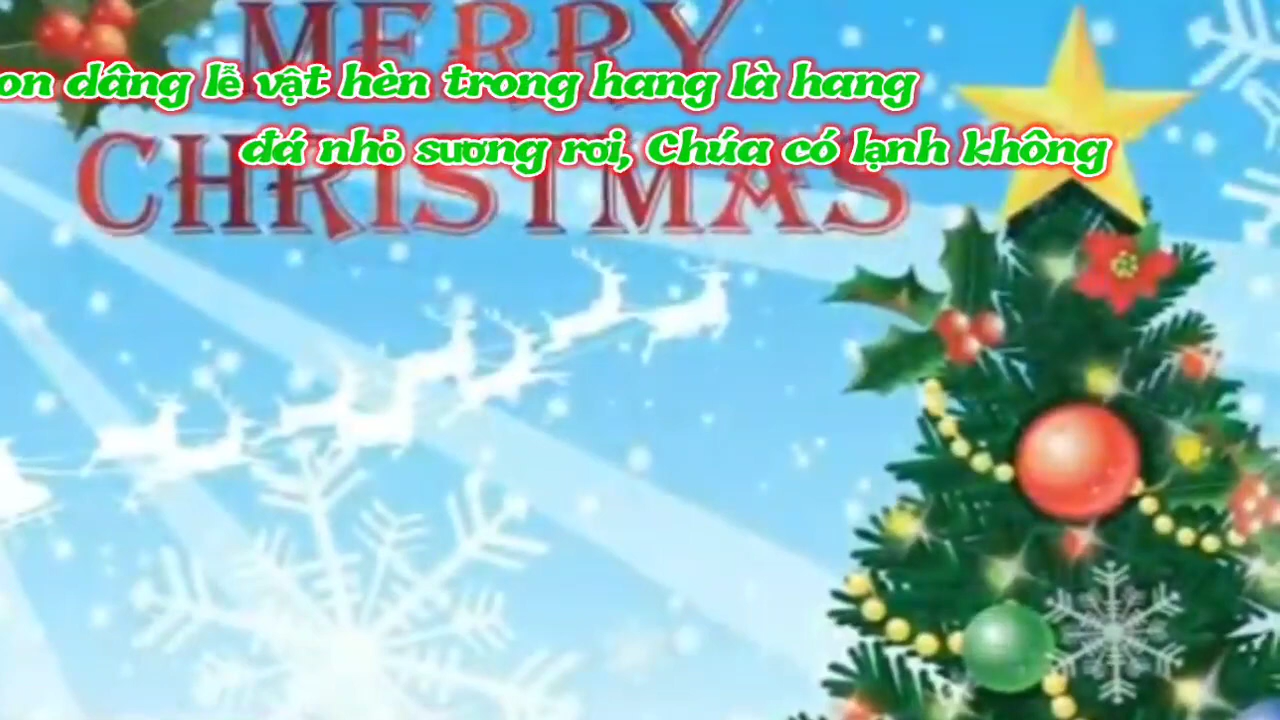 MERRY
on dâng lễ vật hèn trong hang là hang
đá nhỏ sương rơi, Chúa có lạnh không
CHRISTMAS